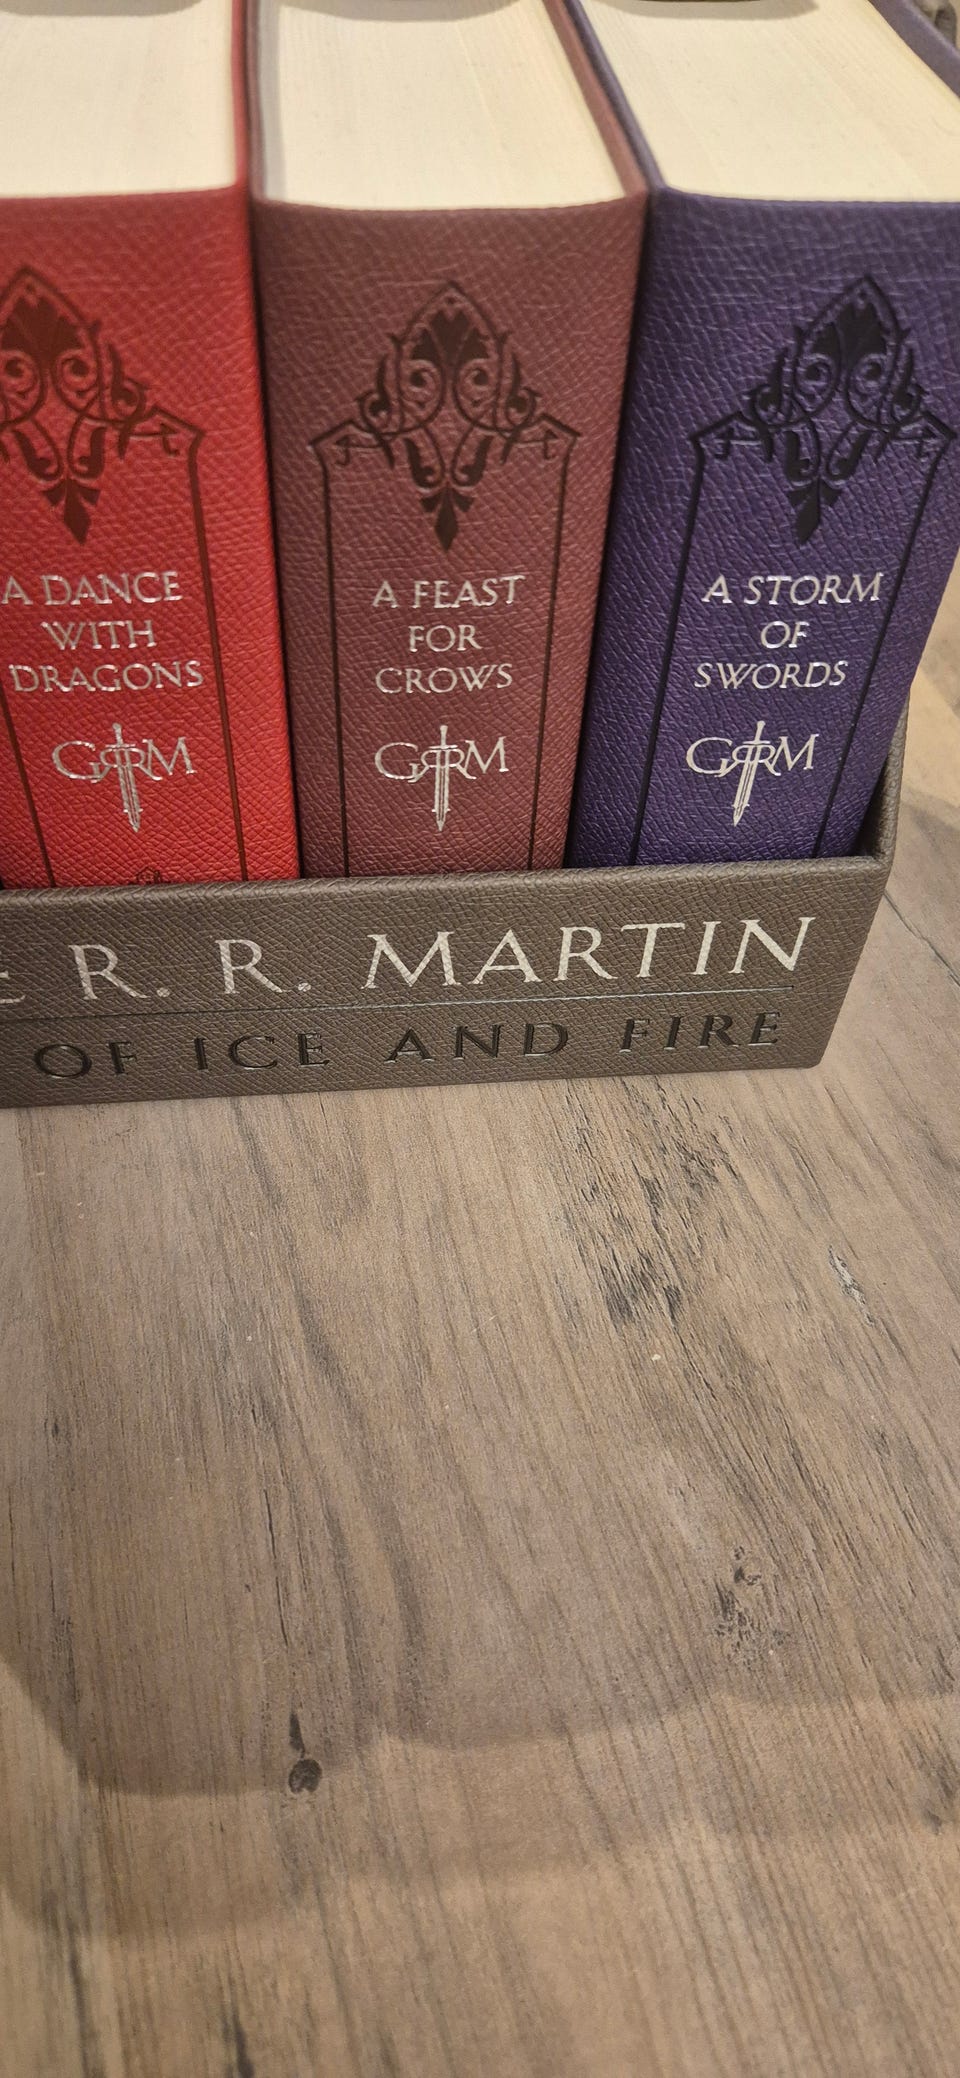 A DANCE
WITH
DRAGONS
GRRM
A FEAST
FOR
CROWS
GRRM
A STORM
OF
SWORDS
GRRM
E R. R. MARTIN
OF ICE AND FIRE